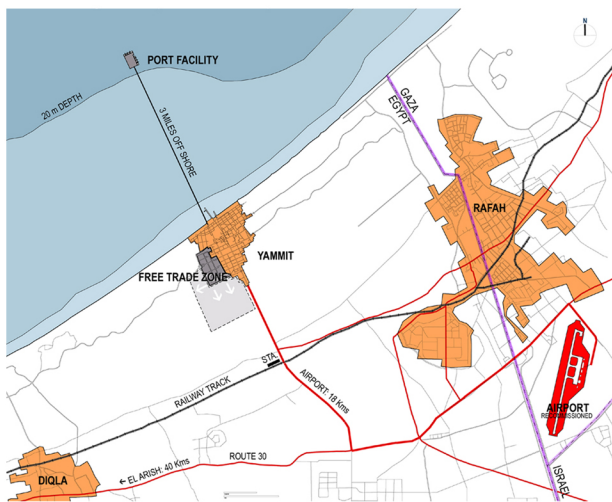 N
PORT FACILITY
20 m DEPTH
3 MILES OFF SHORE
GAZA
EGYPT
RAFAH
YAMMIT
FREE TRADE ZONE
STA.
RAILWAY TRACK
AIRPORT: 18 Kms
AIRPORT
RECOMMISSIONED
DIQLA
← EL ARISH: 40 Kms
ROUTE 30
ISRAEL